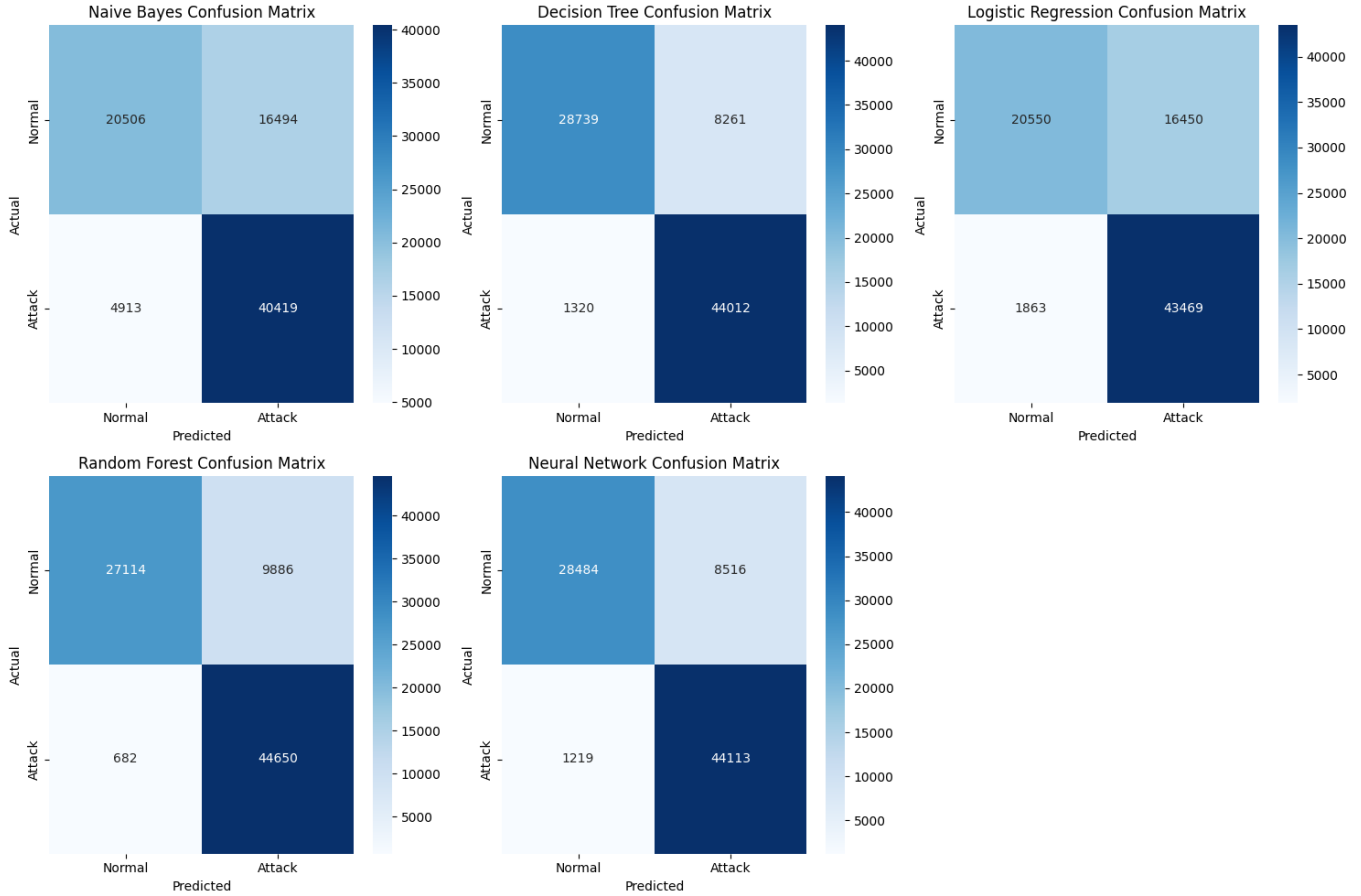 Naive Bayes Confusion Matrix
Actual
Normal
Attack
20506 16494
4913 40419
Normal Attack
Predicted
40000
35000
30000
25000
20000
15000
10000
5000
Decision Tree Confusion Matrix
Actual
Normal
Attack
28739 8261
1320 44012
Normal Attack
Predicted
40000
35000
30000
25000
20000
15000
10000
5000
Logistic Regression Confusion Matrix
Actual
Normal
Attack
20550 16450
1863 43469
Normal Attack
Predicted
40000
35000
30000
25000
20000
15000
10000
5000
Random Forest Confusion Matrix
Actual
Normal
Attack
27114 9886
682 44650
Normal Attack
Predicted
40000
35000
30000
25000
20000
15000
10000
5000
Neural Network Confusion Matrix
Actual
Normal
Attack
28484 8516
1219 44113
Normal Attack
Predicted
40000
35000
30000
25000
20000
15000
10000
5000